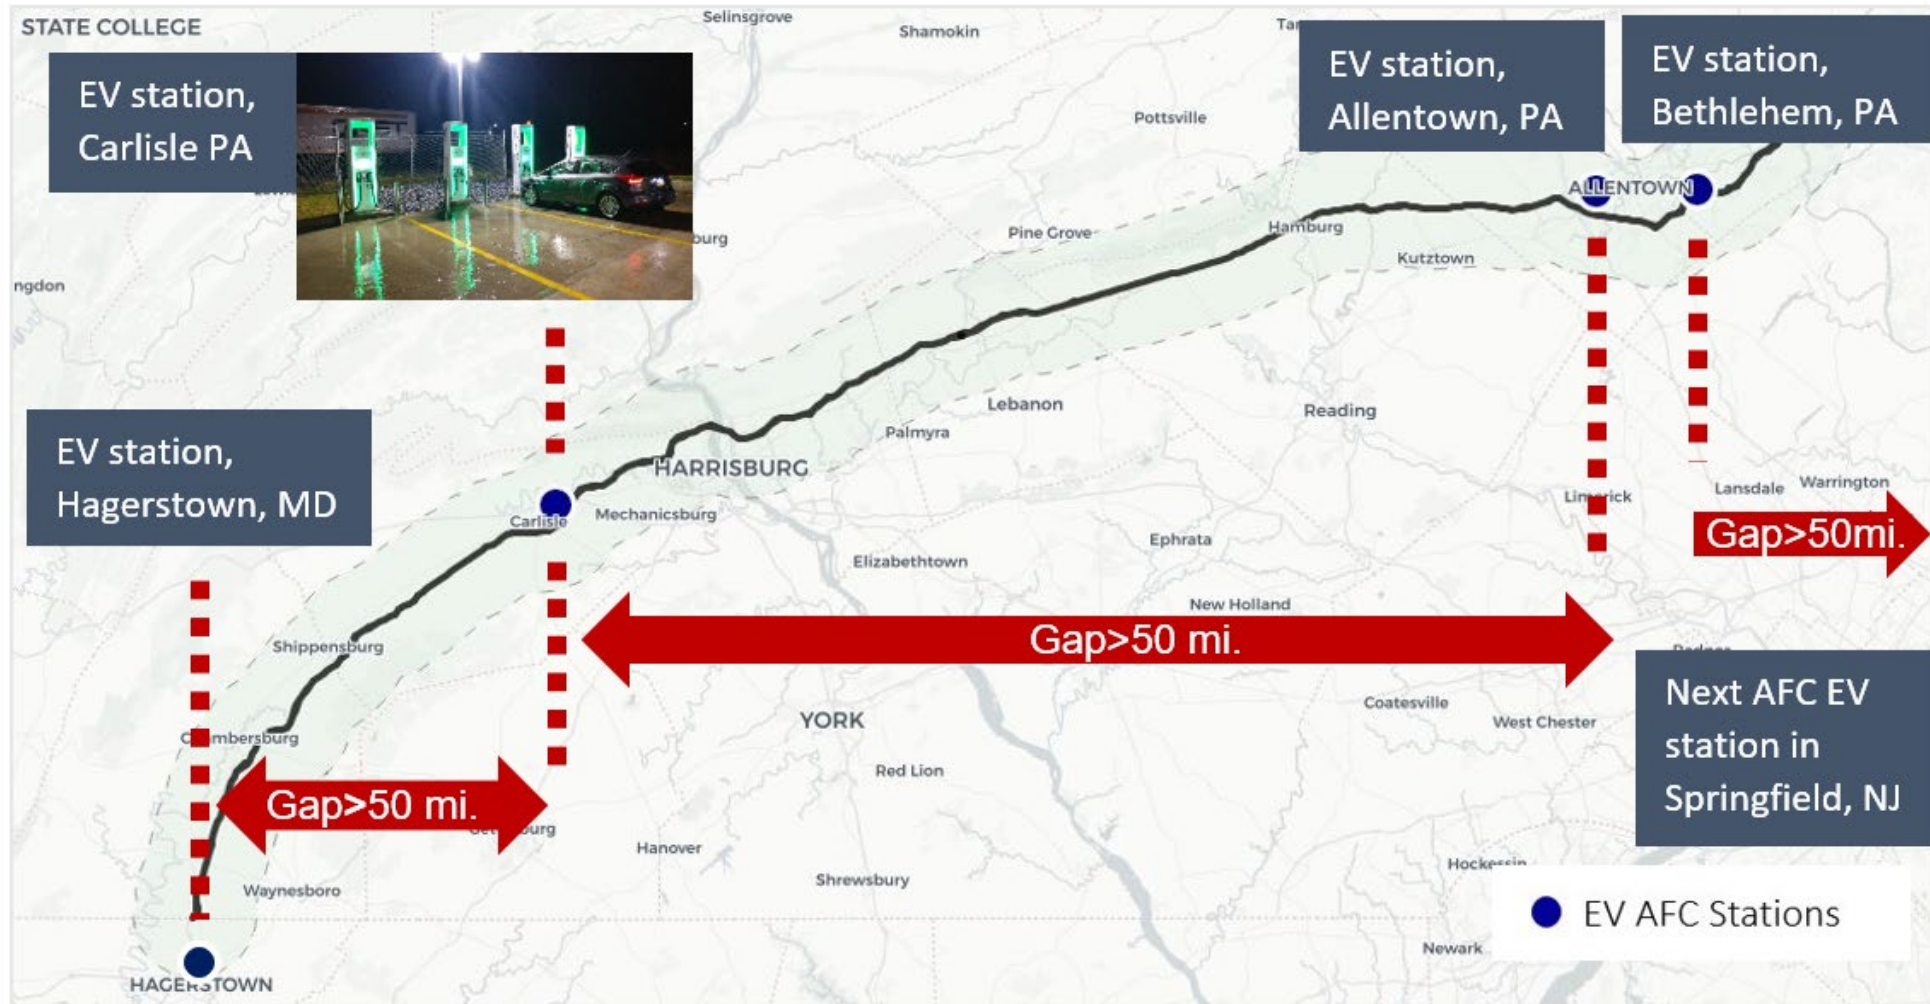 STATE COLLEGE
Selinsgrove
Shamokin
EV station,
Carlisle PA
EV station,
Allentown, PA
EV station,
Bethlehem, PA
Pottsville
ALLENTOWN
Pine Grove
Hamburg
Kutztown
burg
ngdon
Lebanon
Reading
Palmyra
EV station,
Hagerstown, MD
HARRISBURG
Carlisle
Mechanicsburg
Limerick
Lansdale
Warrington
Gap>50mi.
Ephrata
Elizabethtown
New Holland
Gap>50 mi.
Shippensburg
Next AFC EV
station in
Springfield, NJ
Coatesville
West Chester
YORK
Chambersburg
Red Lion
Gap>50 mi.
Hanover
Shrewsbury
Hockessin
Waynesboro
EV AFC Stations
Newark
HAGERSTOWN